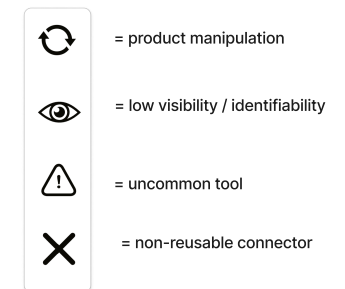 = product manipulation
= low visibility / identifiability
= uncommon tool
= non-reusable connector